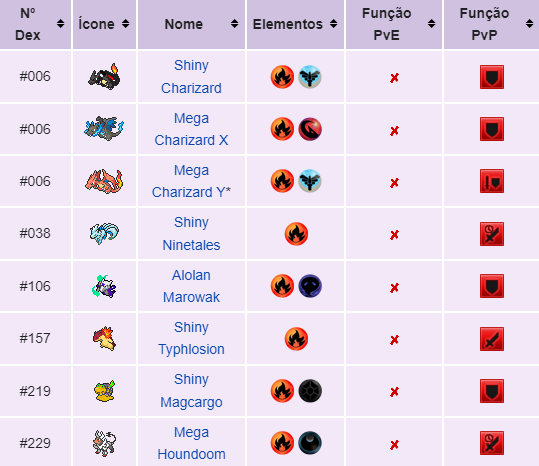 Nº Dex Ícone Nome Elementos Função PvE Função PvP
#006 Shiny Charizard
#006 Mega Charizard X
#006 Mega Charizard Y*
#038 Shiny Ninetales
#106 Alolan Marowak
#157 Shiny Typhlosion
#219 Shiny Magcargo
#229 Mega Houndoom